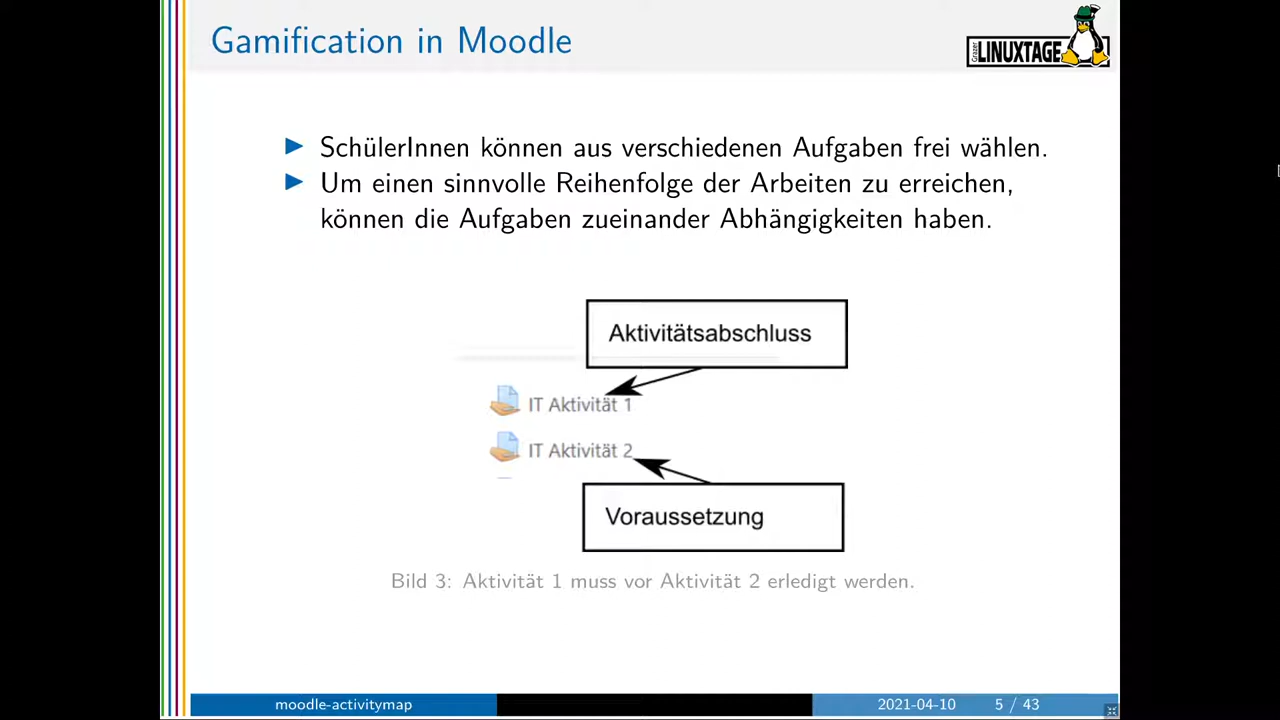 Gamification in Moodle
Grazer
LINUXTAGE
SchülerInnen können aus verschiedenen Aufgaben frei wählen.
Um einen sinnvolle Reihenfolge der Arbeiten zu erreichen,
können die Aufgaben zueinander Abhängigkeiten haben.
Aktivitätsabschluss
IT Aktivität 1
IT Aktivität 2
Voraussetzung
Bild 3: Aktivität 1 muss vor Aktivität 2 erledigt werden.
moodle-activitymap 2021-04-10 5 / 43